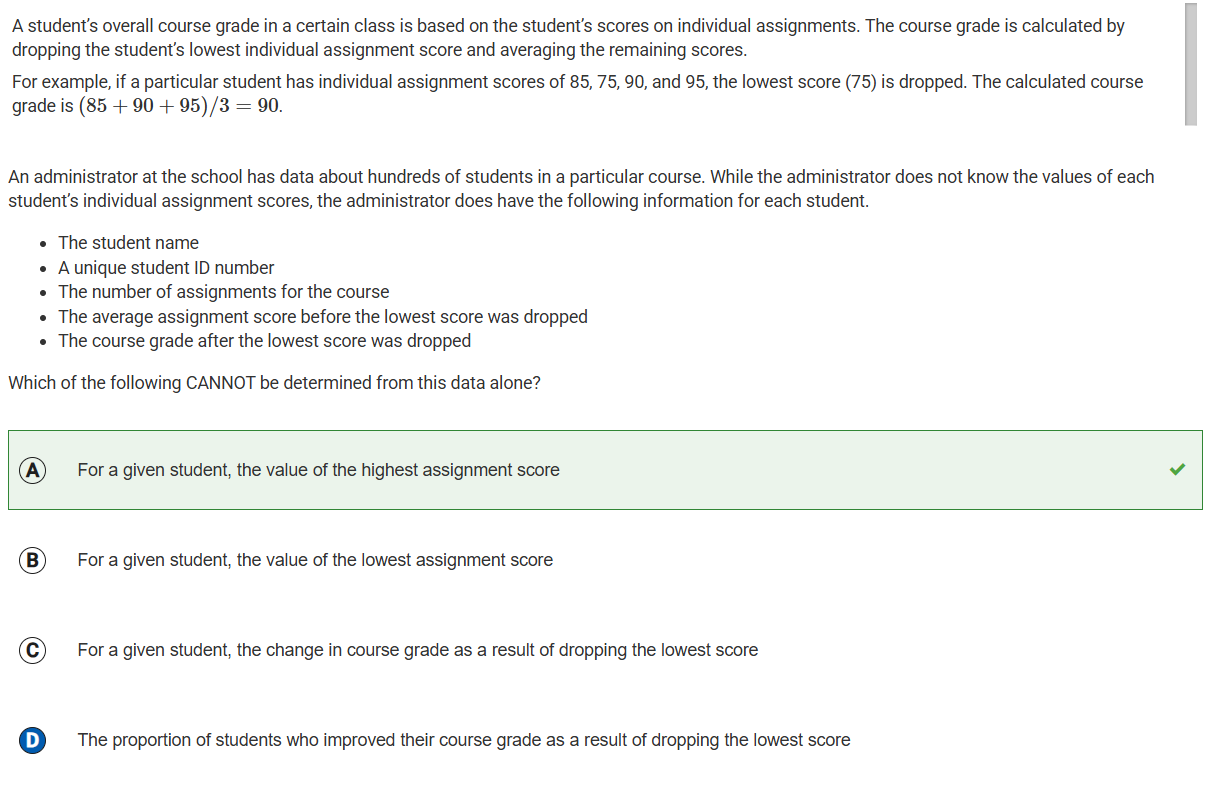 A student's overall course grade in a certain class is based on the student's scores on individual assignments. The course grade is calculated by
dropping the student's lowest individual assignment score and averaging the remaining scores.
For example, if a particular student has individual assignment scores of 85, 75, 90, and 95, the lowest score (75) is dropped. The calculated course
grade is (85 + 90 + 95)/3 = 90.
An administrator at the school has data about hundreds of students in a particular course. While the administrator does not know the values of each
student's individual assignment scores, the administrator does have the following information for each student.
• The student name
• A unique student ID number
• The number of assignments for the course
• The average assignment score before the lowest score was dropped
• The course grade after the lowest score was dropped
Which of the following CANNOT be determined from this data alone?
A For a given student, the value of the highest assignment score
B For a given student, the value of the lowest assignment score
C For a given student, the change in course grade as a result of dropping the lowest score
D The proportion of students who improved their course grade as a result of dropping the lowest score